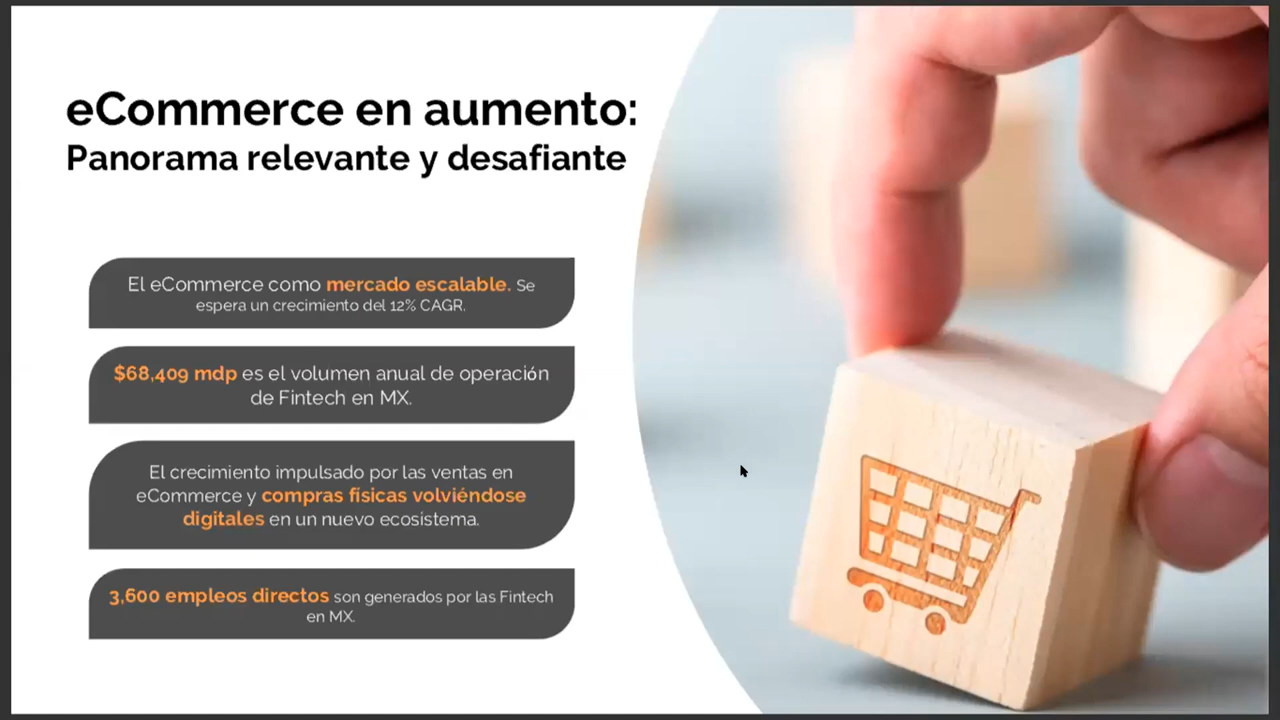 eCommerce en aumento:
Panorama relevante y desafiante
El eCommerce como mercado escalable. Se
espera un crecimiento del 12% CAGR.
$68,409 mdp es el volumen anual de operación
de Fintech en MX.
El crecimiento impulsado por las ventas en
eCommerce y compras físicas volviéndose
digitales en un nuevo ecosistema.
3,600 empleos directos son generados por las Fintech
en MX.